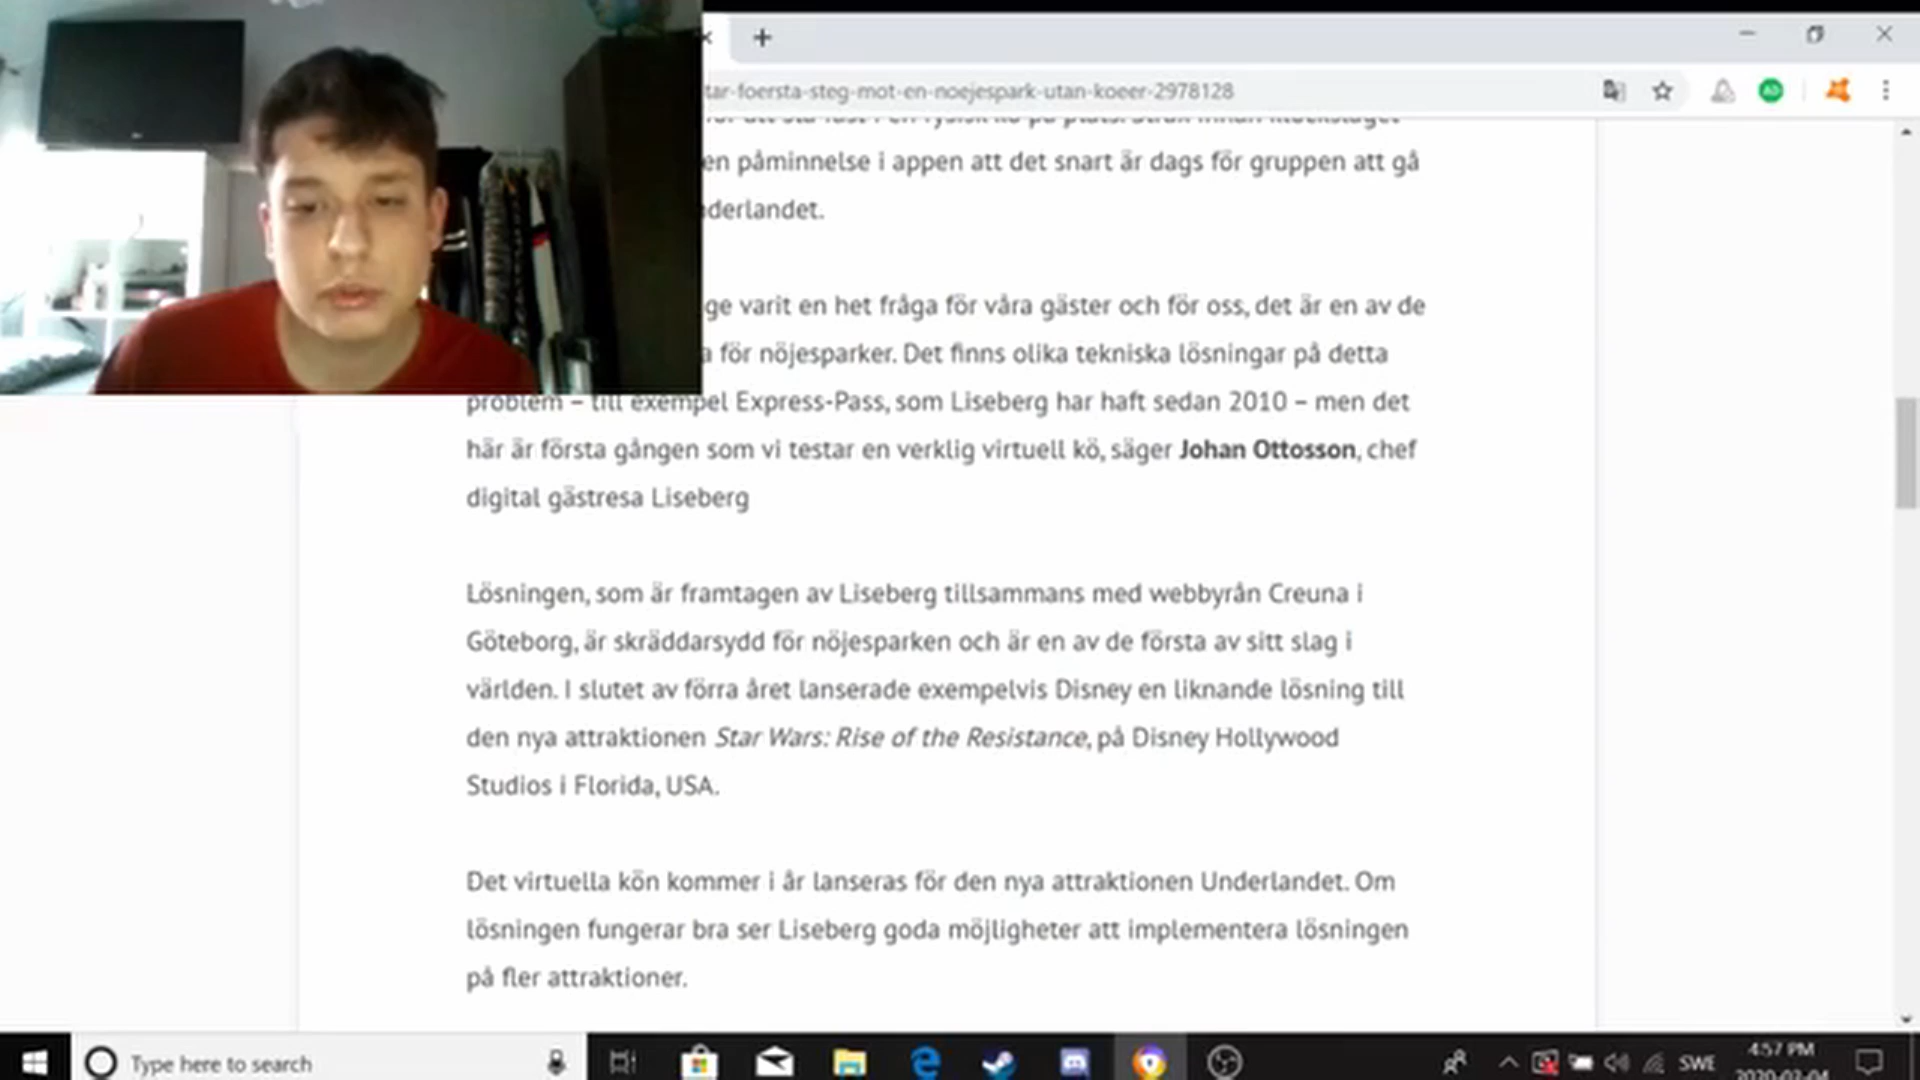 tar-foersta-steg-mot-en-noejespark-utan-koeer-2978128
en påminnelse i appen att det snart är dags för gruppen att gå
derlandet.
ge varit en het fråga för våra gäster och för oss, det är en av de
för nöjesparker. Det finns olika tekniska lösningar på detta
problem – till exempel Express-Pass, som Liseberg har haft sedan 2010 – men det
här är första gången som vi testar en verklig virtuell kö, säger Johan Ottosson, chef
digital gästresa Liseberg
Lösningen, som är framtagen av Liseberg tillsammans med webbyrån Creuna i
Göteborg, är skräddarsydd för nöjesparken och är en av de första av sitt slag i
världen. I slutet av förra året lanserade exempelvis Disney en liknande lösning till
den nya attraktionen Star Wars: Rise of the Resistance, på Disney Hollywood
Studios i Florida, USA.
Det virtuella kön kommer i år lanseras för den nya attraktionen Underlandet. Om
lösningen fungerar bra ser Liseberg goda möjligheter att implementera lösningen
på fler attraktioner.
Type here to search
SWE
4:57 PM
2020-03-04